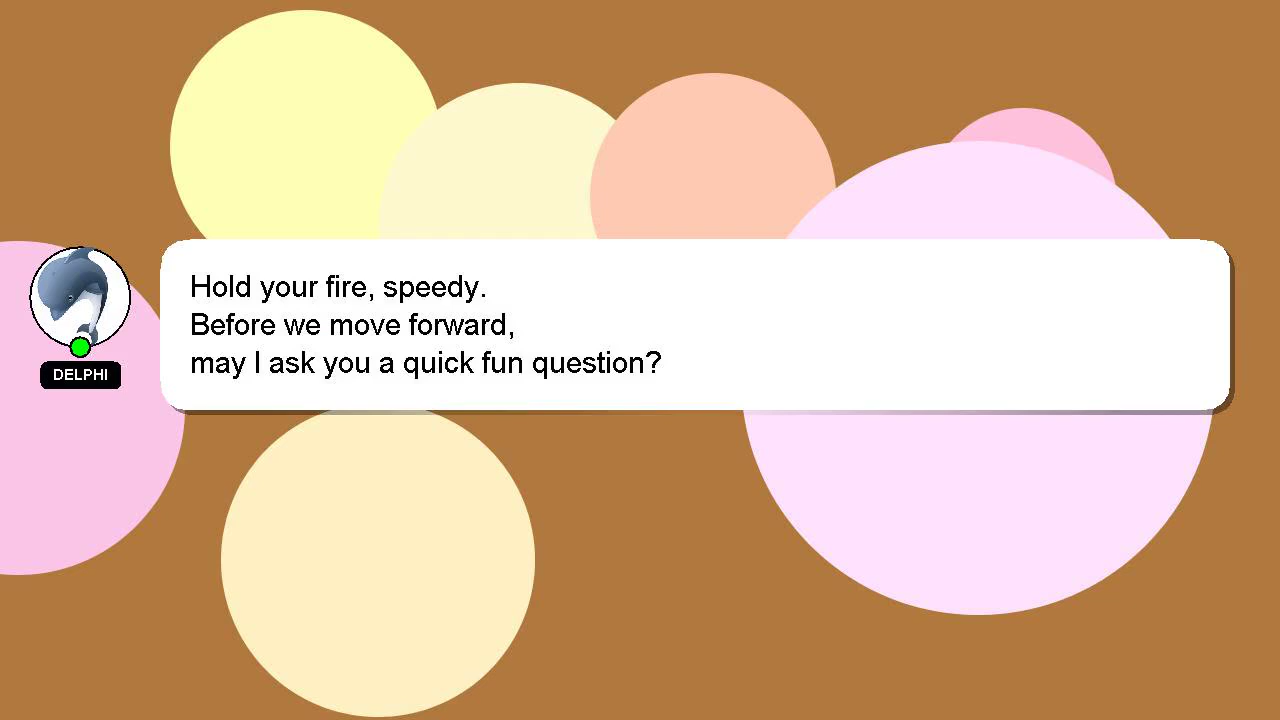 Hold your fire, speedy.
Before we move forward,
may I ask you a quick fun question?
DELPHI